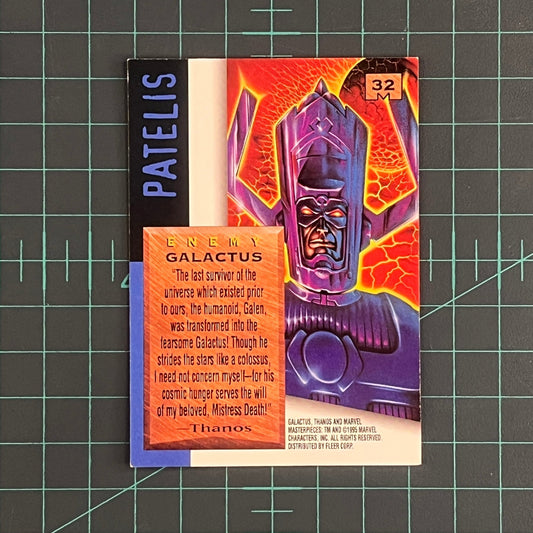 PATELIS
32
M
ENEMY
GALACTUS
"The last survivor of the
universe which existed prior
to ours, the humanoid, Galen,
was transformed into the
fearsome Galactus! Though he
strides the stars like a colossus,
I need not concern myself—for his
cosmic hunger serves the will
of my beloved, Mistress Death!"
—Thanos
GALACTUS, THANOS AND MARVEL
MASTERPIECES: TM AND ©1995 MARVEL
CHARACTERS, INC. ALL RIGHTS RESERVED.
DISTRIBUTED BY FLEER CORP.